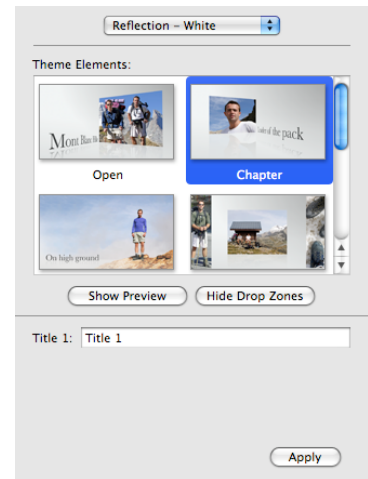 Reflection – White
Theme Elements:
Mont Blan
of the pack
Open
Chapter
On high ground
Show Preview
Hide Drop Zones
Title 1: Title 1
Apply